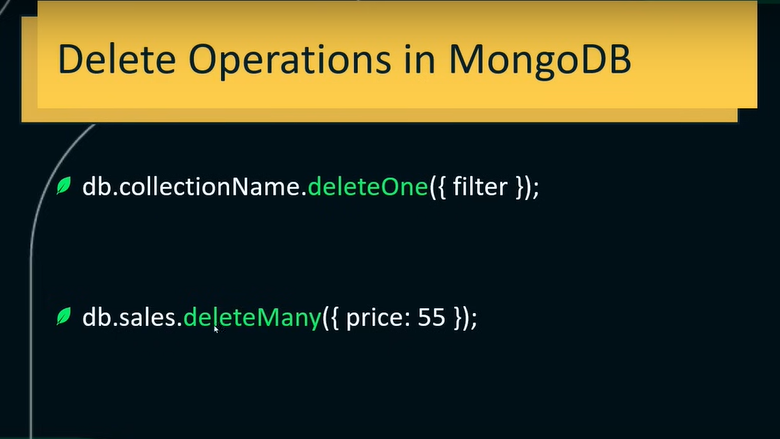 Delete Operations in MongoDB
db.collectionName.deleteOne({ filter });
db.sales.deleteMany({ price: 55 });